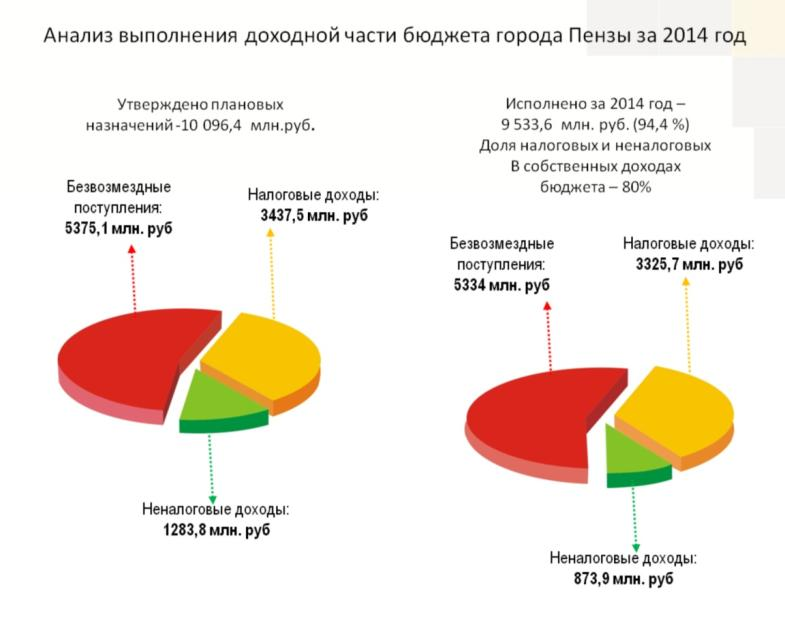 Анализ выполнения доходной части бюджета города Пензы за 2014 год
Утверждено плановых
назначений -10 096,4 млн.руб.
Безвозмездные
поступления:
5375,1 млн. руб
Налоговые доходы:
3437,5 млн. руб
Неналоговые доходы:
1283,8 млн. руб
Исполнено за 2014 год –
9 533,6 млн. руб. (94,4 %)
Доля налоговых и неналоговых
В собственных доходах
бюджета – 80%
Безвозмездные
поступления:
5334 млн. руб
Налоговые доходы:
3325,7 млн. руб
Неналоговые доходы:
873,9 млн. руб